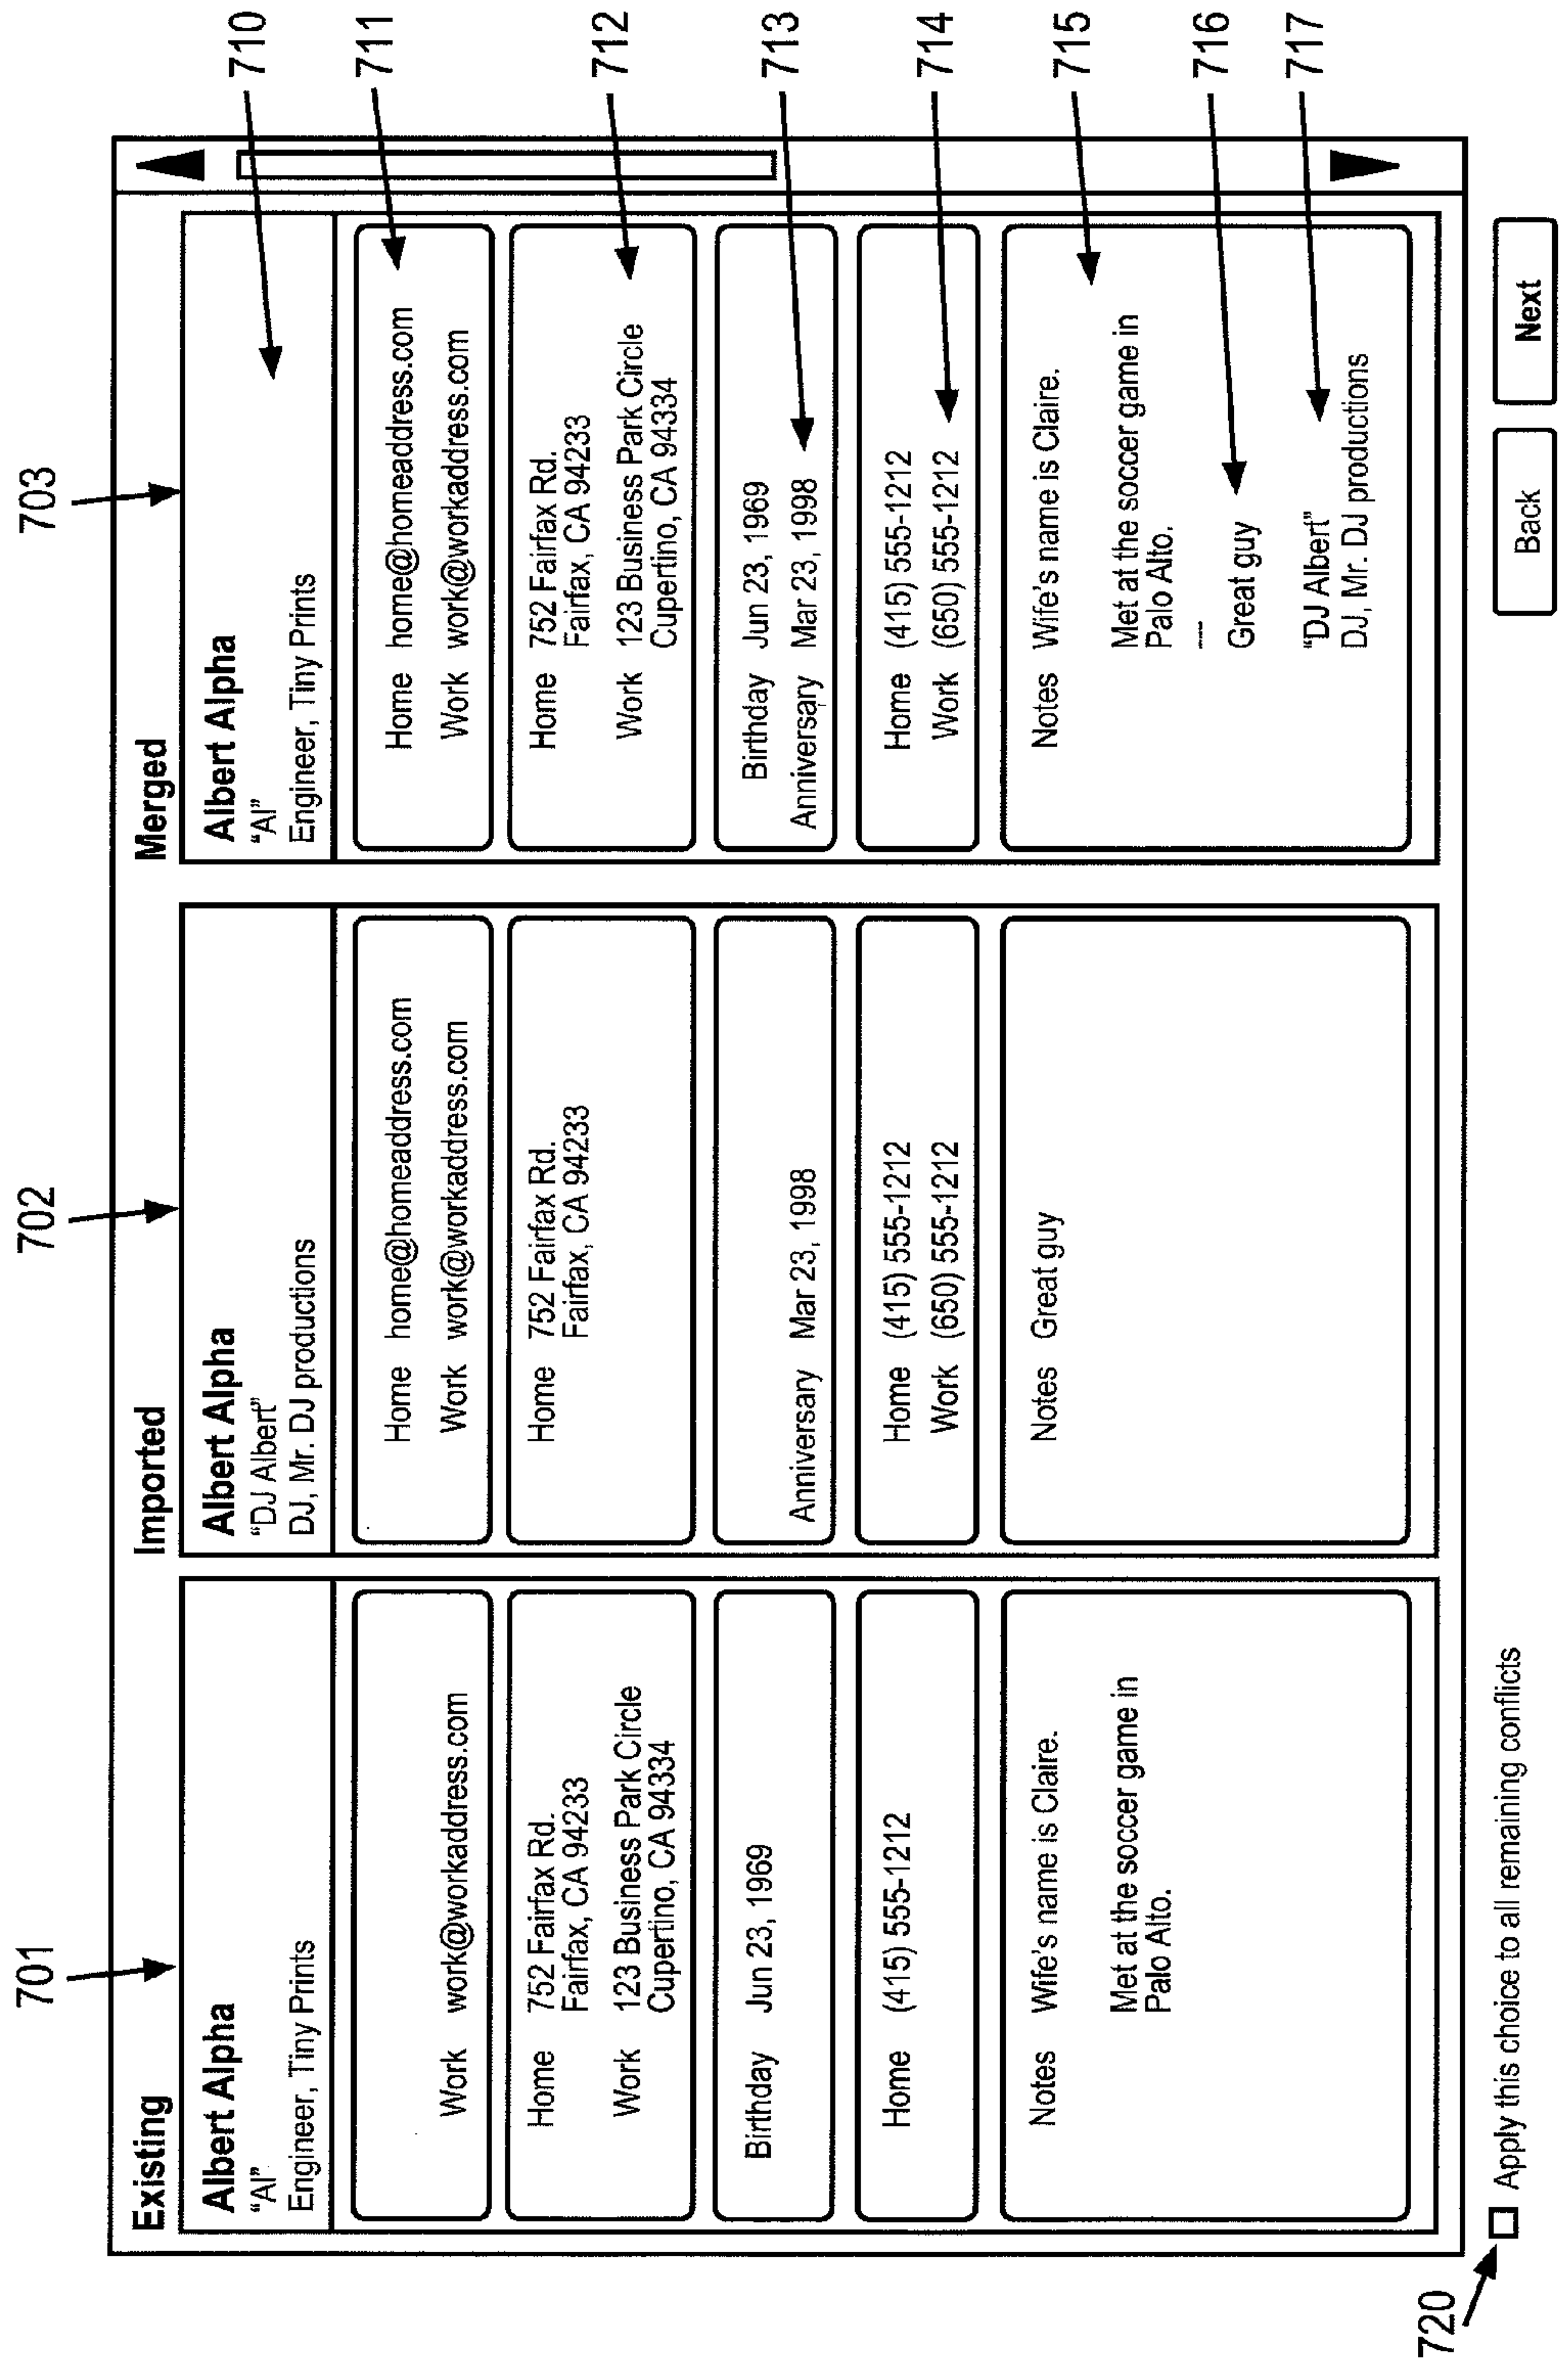 701
702
703
Existing
Albert Alpha
“Al”
Engineer, Tiny Prints
Work work@workaddress.com
Home 752 Fairfax Rd.
Fairfax, CA 94233
Work 123 Business Park Circle
Cupertino, CA 94334
Birthday Jun 23, 1969
Home (415) 555-1212
Notes Wife's name is Claire.
Met at the soccer game in
Palo Alto.
Imported
Albert Alpha
“DJ Albert”
DJ, Mr. DJ productions
Home home@homeaddress.com
Work work@workaddress.com
Home 752 Fairfax Rd.
Fairfax, CA 94233
Anniversary Mar 23, 1998
Home (415) 555-1212
Work (650) 555-1212
Notes Great guy
Merged
Albert Alpha
“Al”
Engineer, Tiny Prints
Home home@homeaddress.com
Work work@workaddress.com
Home 752 Fairfax Rd.
Fairfax, CA 94233
Work 123 Business Park Circle
Cupertino, CA 94334
Birthday Jun 23, 1969
Anniversary Mar 23, 1998
Home (415) 555-1212
Work (650) 555-1212
Notes Wife's name is Claire.
Met at the soccer game in
Palo Alto.
---
Great guy
“DJ Albert”
DJ, Mr. DJ productions
710
711
712
713
714
715
716
717
720
Apply this choice to all remaining conflicts
Back
Next